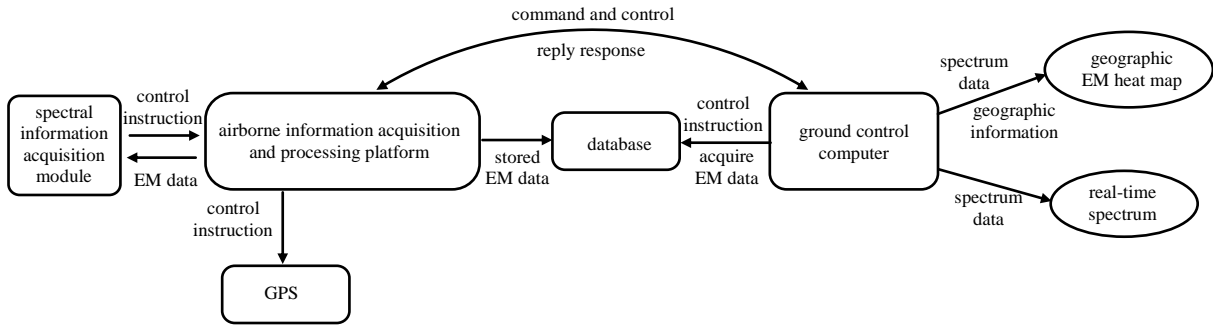 command and control
reply response
spectral
information
acquisition
module
control
instruction
EM data
airborne information acquisition
and processing platform
control
instruction
GPS
stored
EM data
database
control
instruction
acquire
EM data
ground control
computer
spectrum
data
geographic
information
geographic
EM heat map
spectrum
data
real-time
spectrum